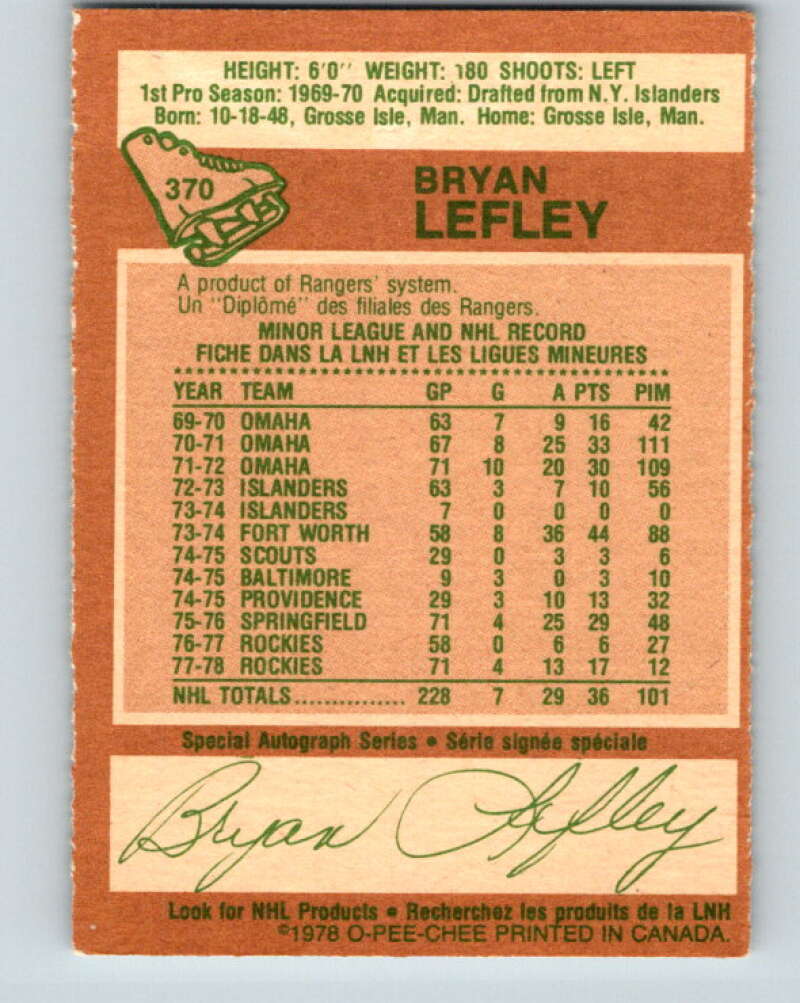 HEIGHT: 6'0'' WEIGHT: 180 SHOOTS: LEFT
1st Pro Season: 1969-70 Acquired: Drafted from N.Y. Islanders
Born: 10-18-48, Grosse Isle, Man. Home: Grosse Isle, Man.
370
BRYAN
LEFLEY
A product of Rangers' system.
Un "Diplômé" des filiales des Rangers.
MINOR LEAGUE AND NHL RECORD
FICHE DANS LA LNH ET LES LIGUES MINEURES
YEAR TEAM GP G A PTS PIM
69-70 OMAHA 63 7 9 16 42
70-71 OMAHA 67 8 25 33 111
71-72 OMAHA 71 10 20 30 109
72-73 ISLANDERS 63 3 7 10 56
73-74 ISLANDERS 7 0 0 0 0
73-74 FORT WORTH 58 8 36 44 88
74-75 SCOUTS 29 0 3 3 6
74-75 BALTIMORE 9 3 0 3 10
74-75 PROVIDENCE 29 3 10 13 32
75-76 SPRINGFIELD 71 4 25 29 48
76-77 ROCKIES 58 0 6 6 27
77-78 ROCKIES 71 4 13 17 12
NHL TOTALS............... 228 7 29 36 101
Special Autograph Series • Série signée spéciale
Bryan Lefley
Look for NHL Products • Recherchez les produits de la LNH
©1978 O-PEE-CHEE PRINTED IN CANADA.